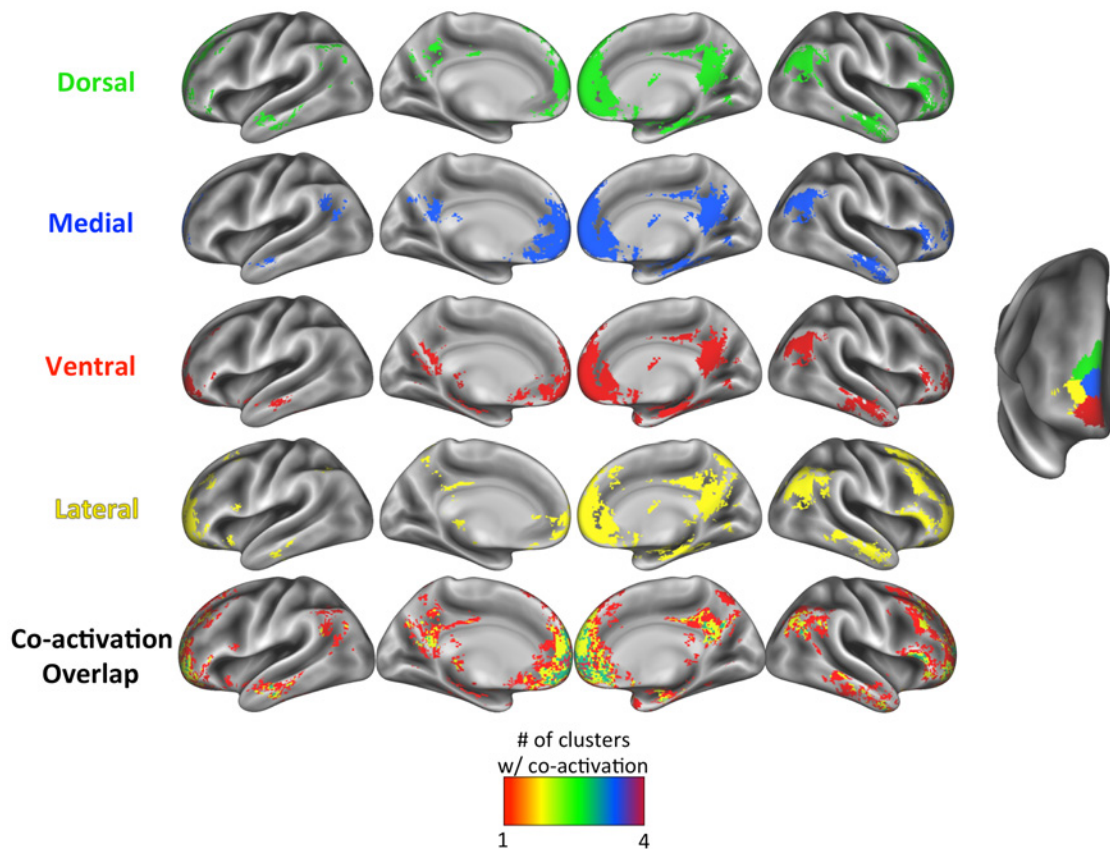 Dorsal
Medial
Ventral
Lateral
Co-activation
Overlap
# of clusters
w/ co-activation
1 4